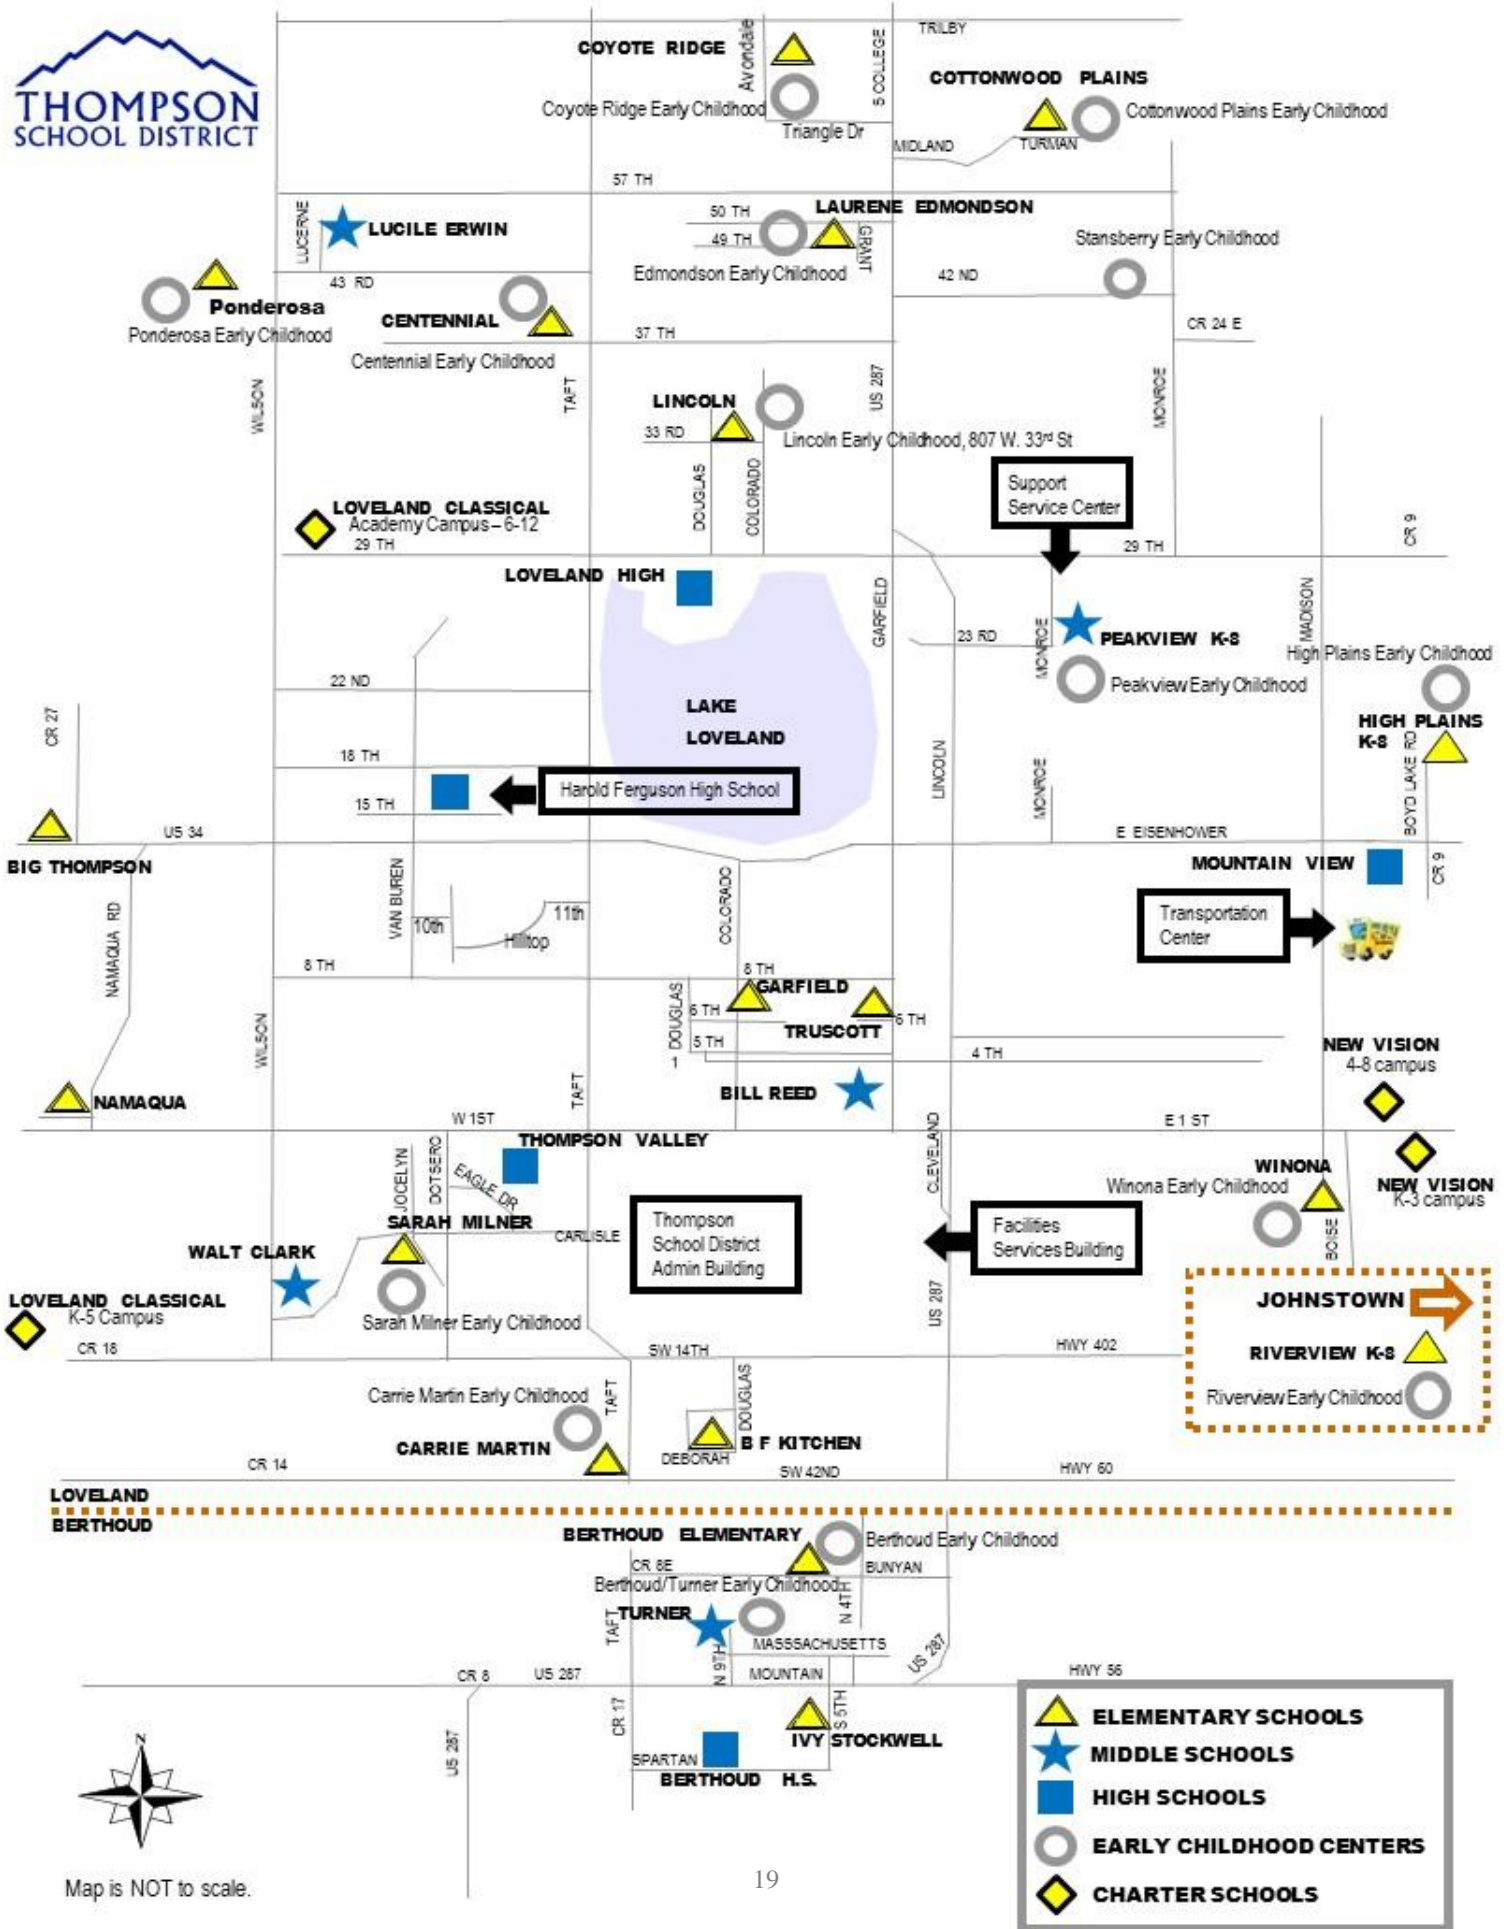 THOMPSON
SCHOOL DISTRICT
TRILBY
COYOTE RIDGE
Avondale
S COLLEGE
COTTONWOOD PLAINS
Coyote Ridge Early Childhood
Cottonwood Plains Early Childhood
Triangle Dr
MIDLAND
TURMAN
57 TH
LUCERNE
LUCILE ERWIN
50 TH
LAURENE EDMONDSON
49 TH
GRANT
Stansberry Early Childhood
Edmondson Early Childhood
42 ND
43 RD
Ponderosa
Ponderosa Early Childhood
CENTENNIAL
Centennial Early Childhood
37 TH
CR 24 E
WILSON
TAFT
US 287
MONROE
LINCOLN
33 RD
Lincoln Early Childhood, 807 W. 33rd St
DOUGLAS
COLORADO
Support
Service Center
LOVELAND CLASSICAL
Academy Campus – 6-12
29 TH
29 TH
CR 9
LOVELAND HIGH
GARFIELD
MADISON
23 RD
MONROE
PEAKVIEW K-8
High Plains Early Childhood
Peakview Early Childhood
22 ND
LAKE
LOVELAND
CR 27
HIGH PLAINS
K-8
BOYD LAKE RD
18 TH
LINCOLN
MONROE
Harold Ferguson High School
15 TH
US 34
E EISENHOWER
BIG THOMPSON
MOUNTAIN VIEW
CR 9
VAN BUREN
COLORADO
NAMAQUA RD
10th
11th
Hilltop
Transportation
Center
8 TH
8 TH
DOUGLAS
GARFIELD
6 TH
6 TH
TRUSCOTT
5 TH
1
4 TH
WILSON
TAFT
NEW VISION
4-8 campus
BILL REED
NAMAQUA
W 1ST
E 1 ST
THOMPSON VALLEY
JOCELYN
DOTSERO
EAGLE DR
CLEVELAND
WINONA
Winona Early Childhood
NEW VISION
K-3 campus
BOISE
SARAH MILNER
CARLISLE
Thompson
School District
Admin Building
Facilities
Services Building
WALT CLARK
LOVELAND CLASSICAL
K-5 Campus
Sarah Milner Early Childhood
US 287
JOHNSTOWN
RIVERVIEW K-8
Riverview Early Childhood
CR 18
SW 14TH
HWY 402
Carrie Martin Early Childhood
TAFT
DOUGLAS
CARRIE MARTIN
B F KITCHEN
DEBORAH
CR 14
SW 42ND
HWY 60
LOVELAND
BERTHOUD
BERTHOUD ELEMENTARY
Berthoud Early Childhood
CR 8E
BUNYAN
Berthoud/Turner Early Childhood
N 4TH
TURNER
TAFT
MASSSACHUSETTS
N 9TH
US 287
CR 8
US 287
MOUNTAIN
HWY 56
CR 17
S 5TH
IVY STOCKWELL
US 287
SPARTAN
BERTHOUD H.S.
N
Map is NOT to scale.
ELEMENTARY SCHOOLS
MIDDLE SCHOOLS
HIGH SCHOOLS
EARLY CHILDHOOD CENTERS
CHARTER SCHOOLS
19